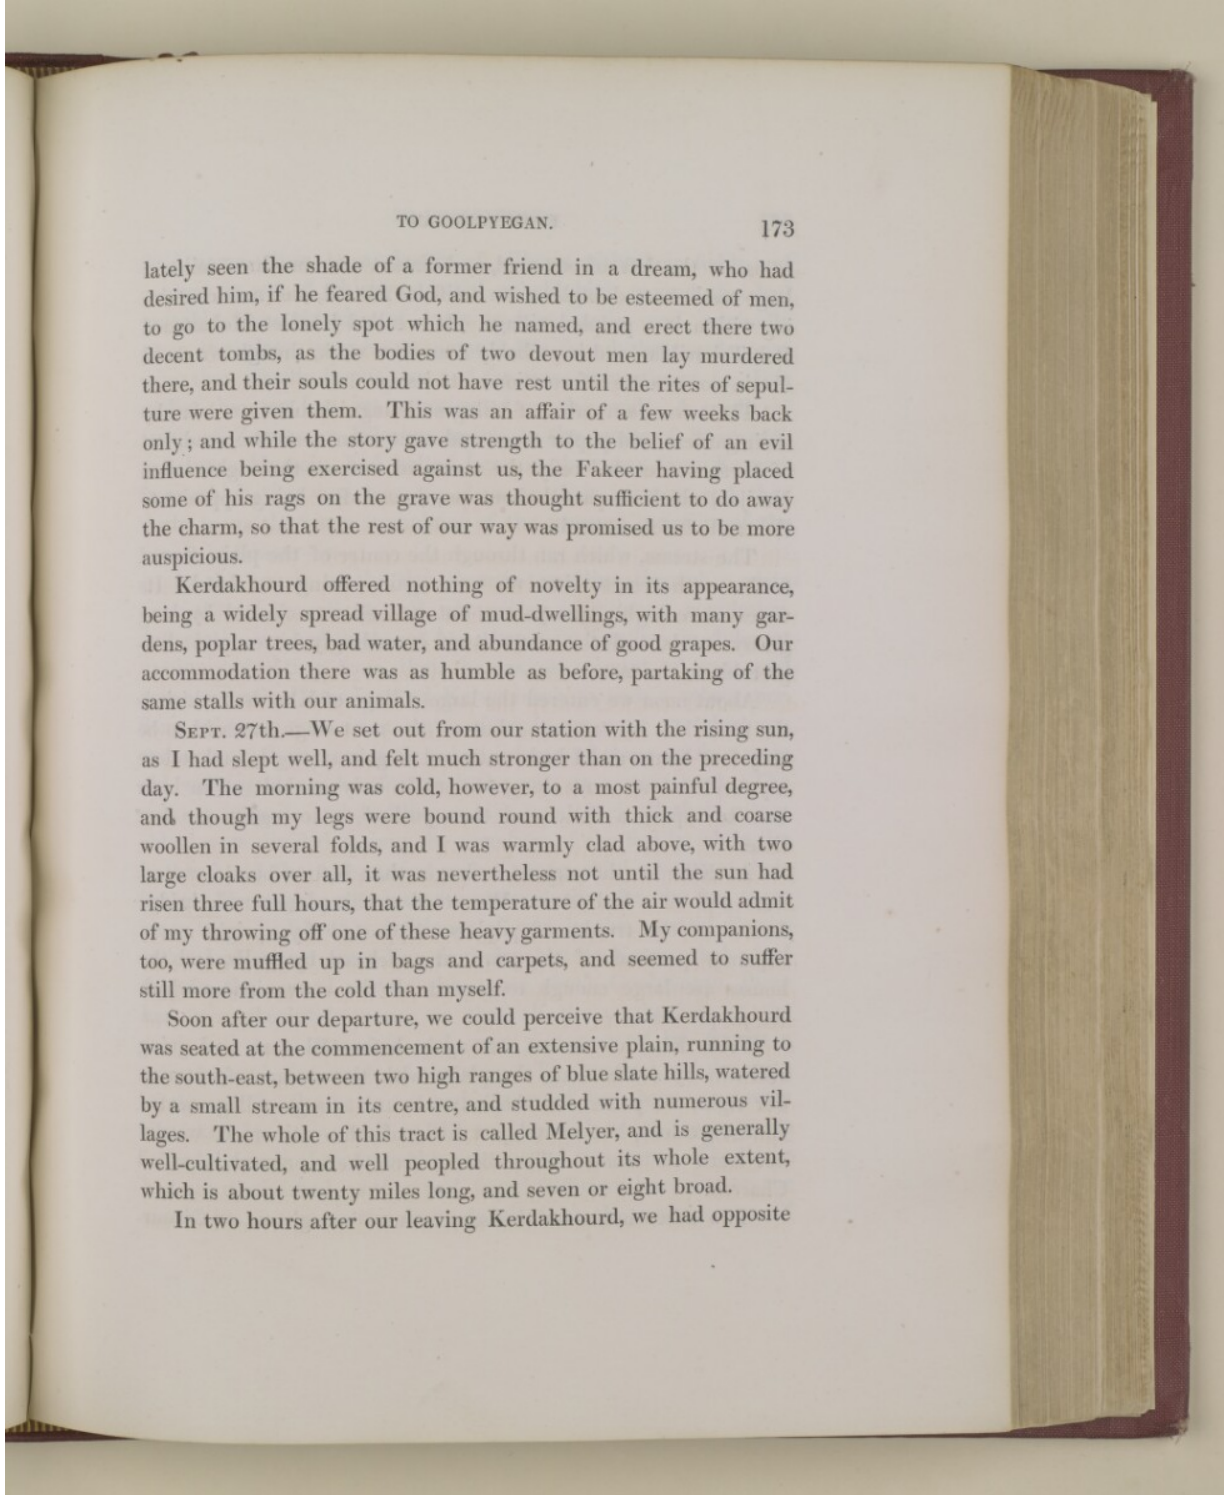 TO GOOLPYEGAN. 173
lately seen the shade of a former friend in a dream, who had
desired him, if he feared God, and wished to be esteemed of men,
to go to the lonely spot which he named, and erect there two
decent tombs, as the bodies of two devout men lay murdered
there, and their souls could not have rest until the rites of sepul-
ture were given them. This was an affair of a few weeks back
only; and while the story gave strength to the belief of an evil
influence being exercised against us, the Fakeer having placed
some of his rags on the grave was thought sufficient to do away
the charm, so that the rest of our way was promised us to be more
auspicious.
Kerdakhourd offered nothing of novelty in its appearance,
being a widely spread village of mud-dwellings, with many gar-
dens, poplar trees, bad water, and abundance of good grapes. Our
accommodation there was as humble as before, partaking of the
same stalls with our animals.
SEPT. 27th.—We set out from our station with the rising sun,
as I had slept well, and felt much stronger than on the preceding
day. The morning was cold, however, to a most painful degree,
and though my legs were bound round with thick and coarse
woollen in several folds, and I was warmly clad above, with two
large cloaks over all, it was nevertheless not until the sun had
risen three full hours, that the temperature of the air would admit
of my throwing off one of these heavy garments. My companions,
too, were muffled up in bags and carpets, and seemed to suffer
still more from the cold than myself.
Soon after our departure, we could perceive that Kerdakhourd
was seated at the commencement of an extensive plain, running to
the south-east, between two high ranges of blue slate hills, watered
by a small stream in its centre, and studded with numerous vil-
lages. The whole of this tract is called Melyer, and is generally
well-cultivated, and well peopled throughout its whole extent,
which is about twenty miles long, and seven or eight broad.
In two hours after our leaving Kerdakhourd, we had opposite